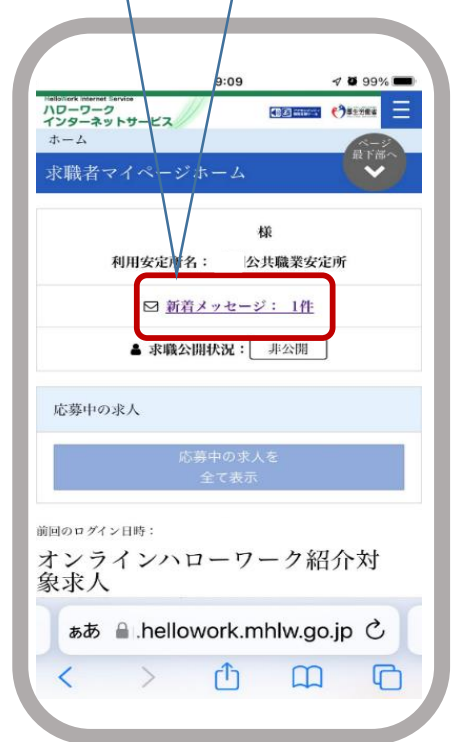 9:09
99%
HelloWork Internet Service
ハローワーク
インターネットサービス
厚生労働省
ホーム
ページ
最下部へ
求職者マイページホーム
様
利用安定所名： 公共職業安定所
新着メッセージ： 1件
求職公開状況： 非公開
応募中の求人
応募中の求人を
全て表示
前回のログイン日時：
オンラインハローワーク紹介対
象求人
ぁあ .hellowork.mhlw.go.jp